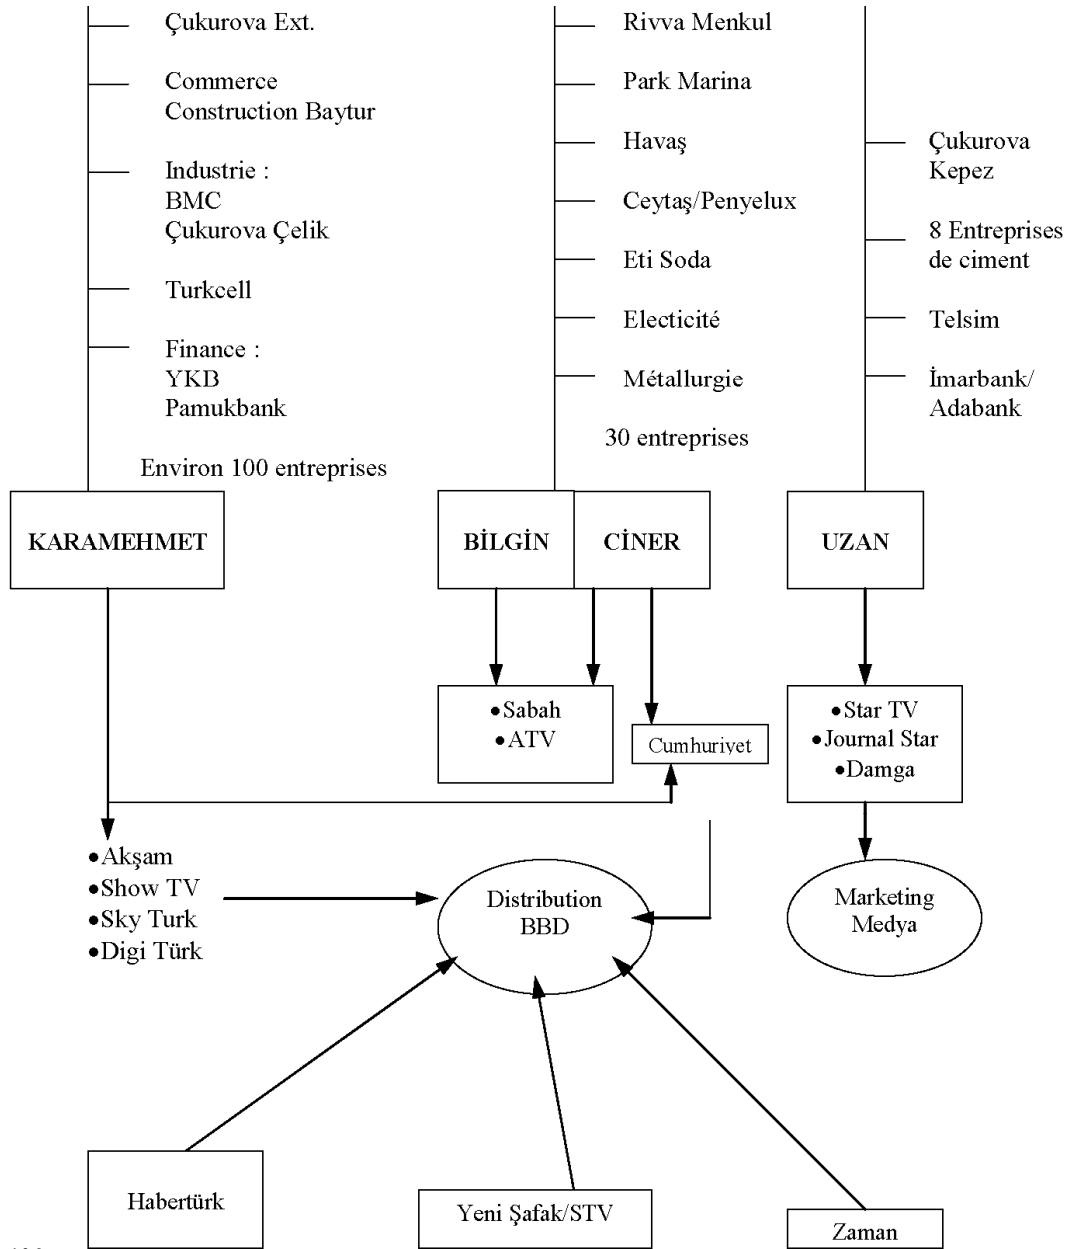 Çukurova Ext.
Commerce
Construction Baytur
Industrie :
BMC
Çukurova Çelik
Turkcell
Finance :
YKB
Pamukbank
Environ 100 entreprises
Rivva Menkul
Park Marina
Havaş
Ceytaş/Penyelux
Eti Soda
Electicité
Métallurgie
30 entreprises
Çukurova
Kepez
8 Entreprises
de ciment
Telsim
İmarbank/
Adabank
KARAMEHMET
BİLGİN
CİNER
UZAN
•Sabah
•ATV
Cumhuriyet
•Star TV
•Journal Star
•Damga
•Akşam
•Show TV
•Sky Turk
•Digi Türk
Distribution
BBD
Marketing
Medya
Habertürk
Yeni Şafak/STV
Zaman